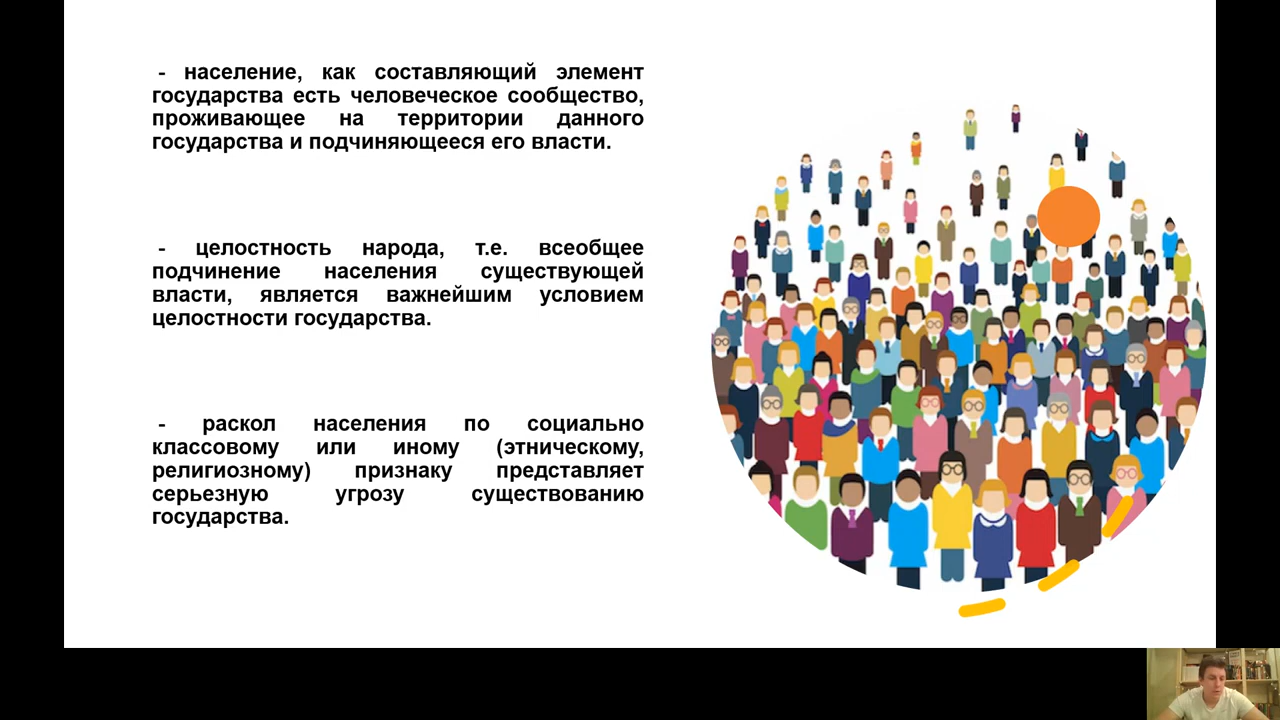 - население, как составляющий элемент
государства есть человеческое сообщество,
проживающее на территории данного
государства и подчиняющееся его власти.
- целостность народа, т.е. всеобщее
подчинение населения существующей
власти, является важнейшим условием
целостности государства.
- раскол населения по социально
классовому или иному (этническому,
религиозному) признаку представляет
серьезную угрозу существованию
государства.